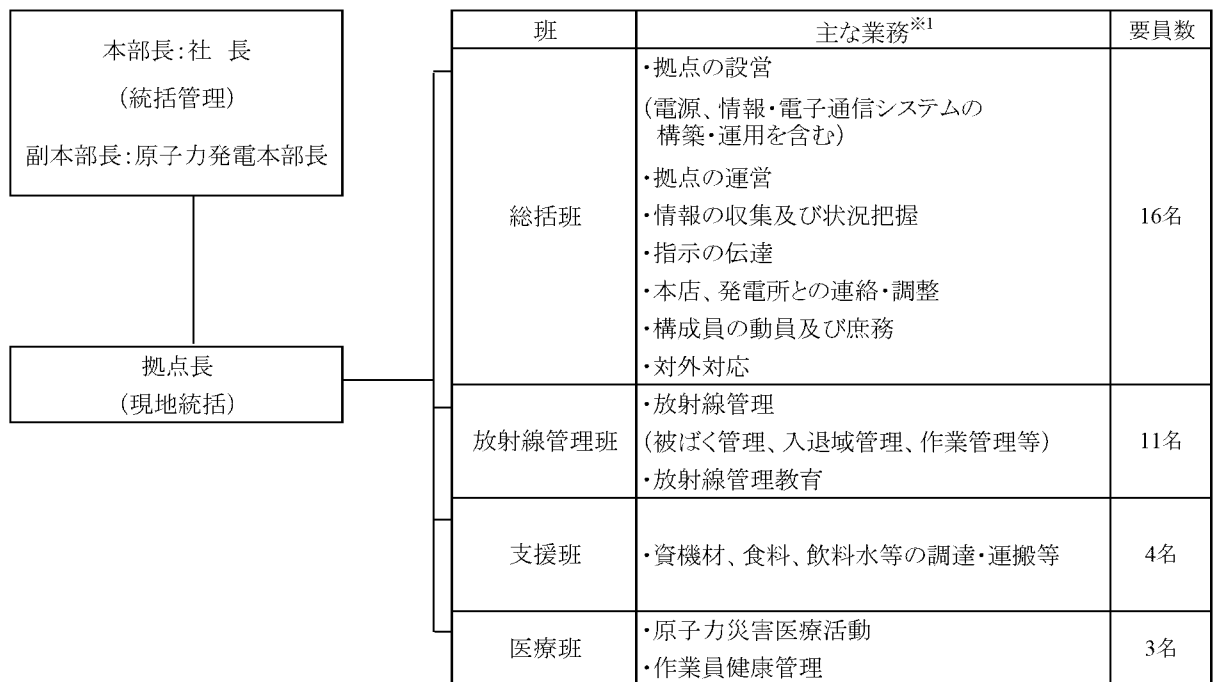 本部長:社 長
(統括管理)
副本部長:原子力発電本部長
拠点長
(現地統括)
班
主な業務※1
要員数
総括班
・拠点の設営
(電源、情報・電子通信システムの
構築・運用を含む)
・拠点の運営
・情報の収集及び状況把握
・指示の伝達
・本店、発電所との連絡・調整
・構成員の動員及び庶務
・対外対応
16名
放射線管理班
・放射線管理
(被ばく管理、入退域管理、作業管理等)
・放射線管理教育
11名
支援班
・資機材、食料、飲料水等の調達・運搬等
4名
医療班
・原子力災害医療活動
・作業員健康管理
3名